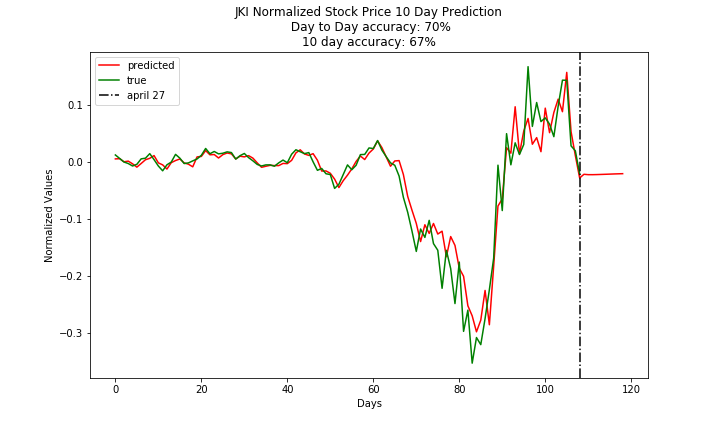 JKI Normalized Stock Price 10 Day Prediction
Day to Day accuracy: 70%
10 day accuracy: 67%
predicted
true
april 27
0.1
0.0
−0.1
−0.2
−0.3
Normalized Values
0 20 40 60 80 100 120
Days